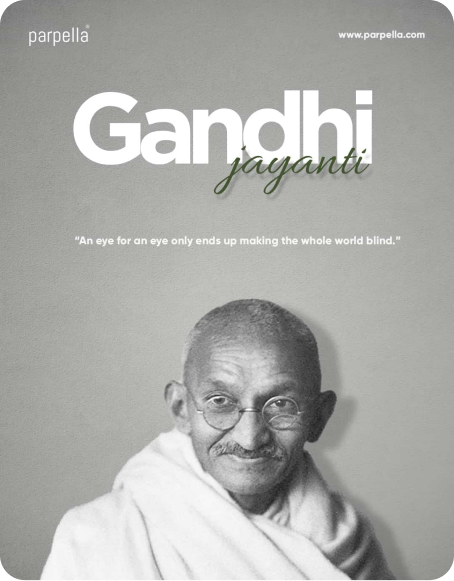 parpella®
www.parpella.com
Gandhi
jayanti
“An eye for an eye only ends up making the whole world blind.”